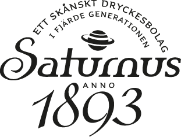 ETT SKÅNSKT DRYCKESBOLAG
I FJÄRDE GENERATIONEN
Saturnus
ANNO
1893